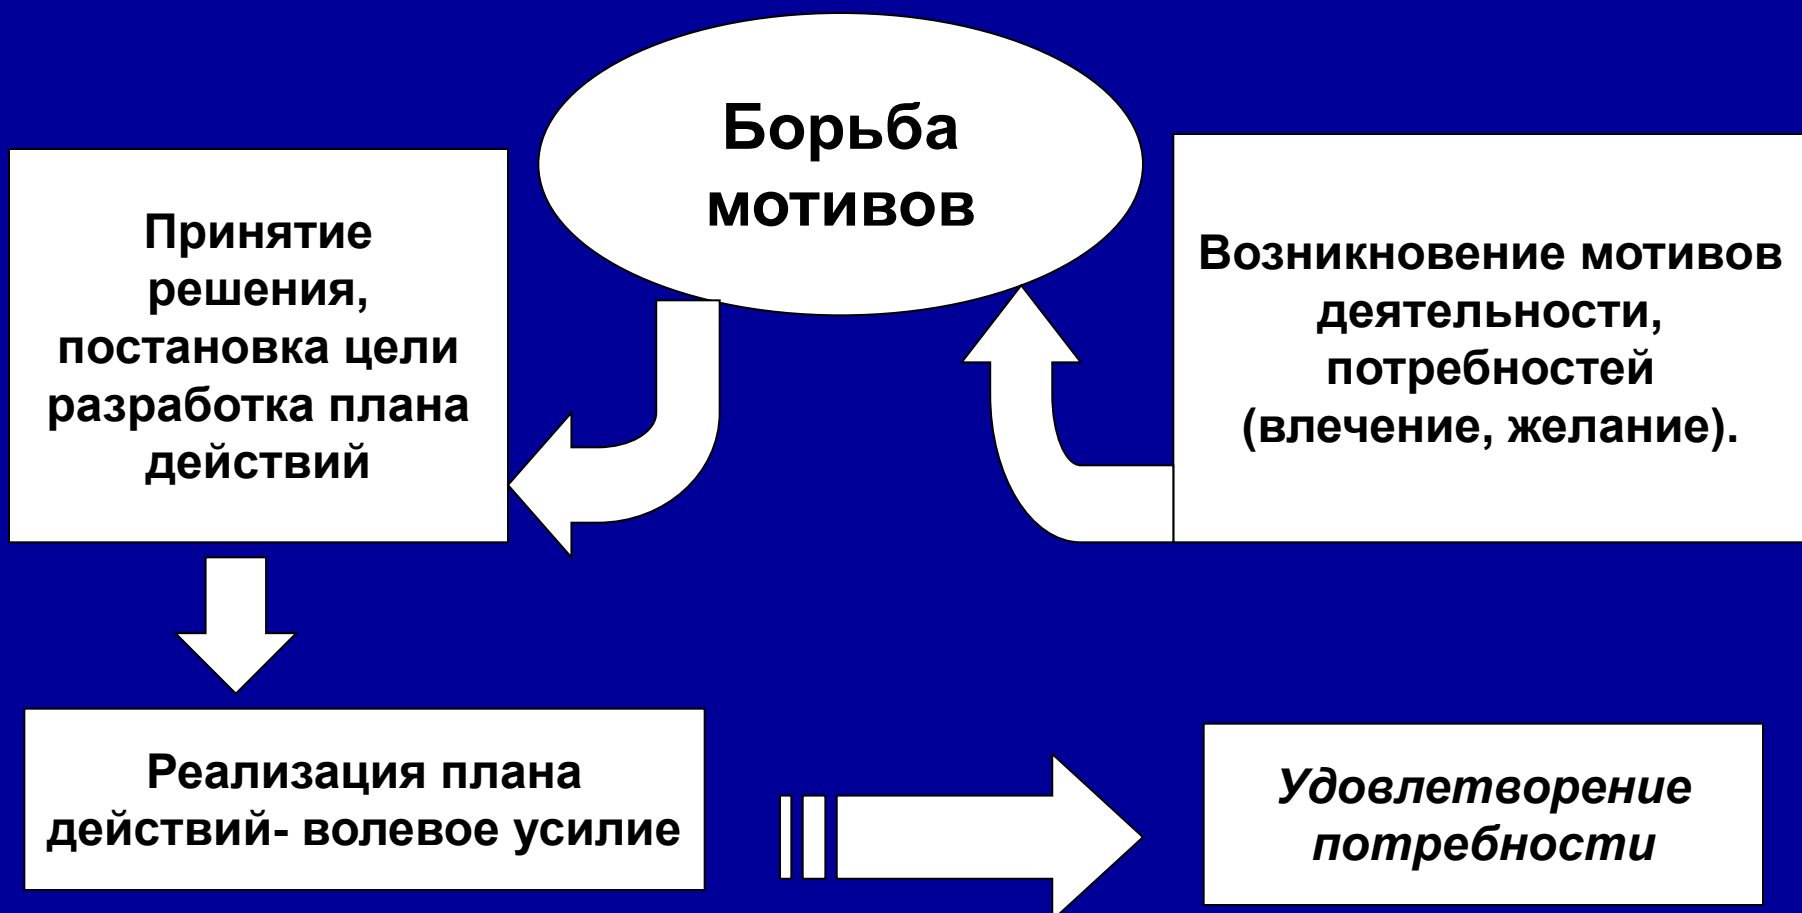 Борьба
мотивов
Принятие
решения,
постановка цели
разработка плана
действий
Возникновение мотивов
деятельности,
потребностей
(влечение, желание).
Реализация плана
действий- волевое усилие
Удовлетворение
потребности